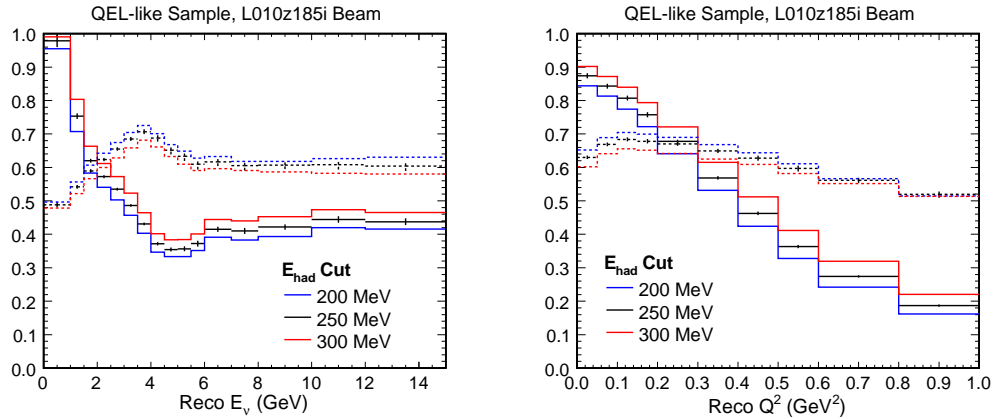 QEL-like Sample, L010z185i Beam
1.0
0.9
0.8
0.7
0.6
0.5
0.4
0.3
0.2
0.1
0.0
E_had Cut
200 MeV
250 MeV
300 MeV
0 2 4 6 8 10 12 14
Reco E_ν (GeV)
QEL-like Sample, L010z185i Beam
1.0
0.9
0.8
0.7
0.6
0.5
0.4
0.3
0.2
0.1
0.0
E_had Cut
200 MeV
250 MeV
300 MeV
0.0 0.1 0.2 0.3 0.4 0.5 0.6 0.7 0.8 0.9 1.0
Reco Q² (GeV²)